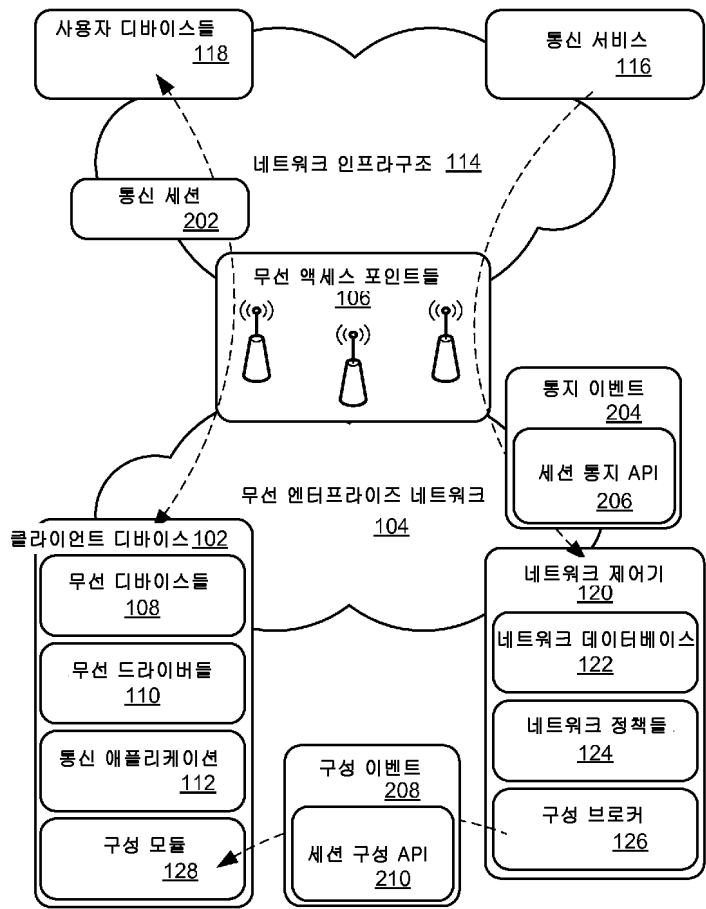 사용자 디바이스들
118
통신 서비스
116
네트워크 인프라구조 114
통신 세션
202
무선 액세스 포인트들
106
통지 이벤트
204
세션 통지 API
206
무선 엔터프라이즈 네트워크
104
클라이언트 디바이스 102
무선 디바이스들
108
무선 드라이버들
110
통신 애플리케이션
112
구성 모듈
128
구성 이벤트
208
세션 구성 API
210
네트워크 제어기
120
네트워크 데이터베이스
122
네트워크 정책들
124
구성 브로커
126